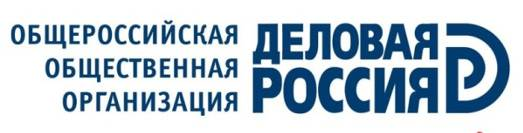 ОБЩЕРОССИЙСКАЯ
ОБЩЕСТВЕННАЯ
ОРГАНИЗАЦИЯ
ДЕЛОВАЯ
РОССИЯ